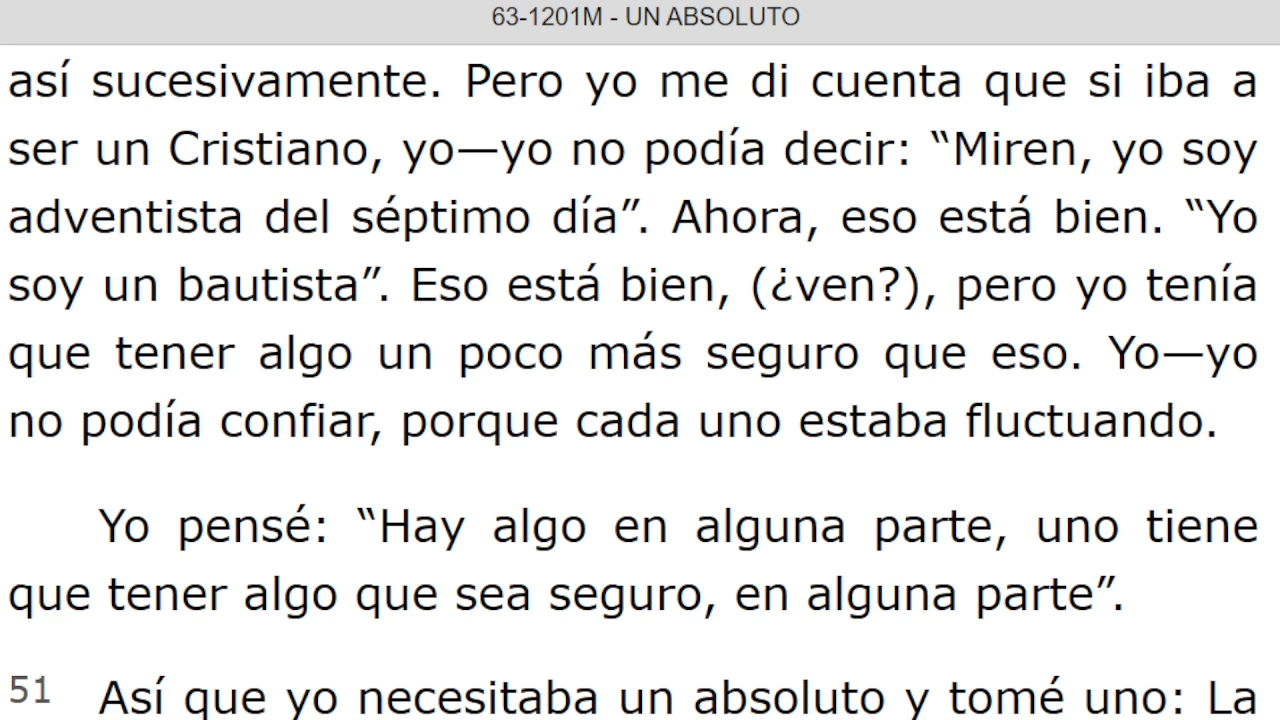 63-1201M - UN ABSOLUTO
así sucesivamente. Pero yo me di cuenta que si iba a
ser un Cristiano, yo—yo no podía decir: “Miren, yo soy
adventista del séptimo día”. Ahora, eso está bien. “Yo
soy un bautista”. Eso está bien, (¿ven?), pero yo tenía
que tener algo un poco más seguro que eso. Yo—yo
no podía confiar, porque cada uno estaba fluctuando.
Yo pensé: “Hay algo en alguna parte, uno tiene
que tener algo que sea seguro, en alguna parte”.
51 Así que yo necesitaba un absoluto y tomé uno: La